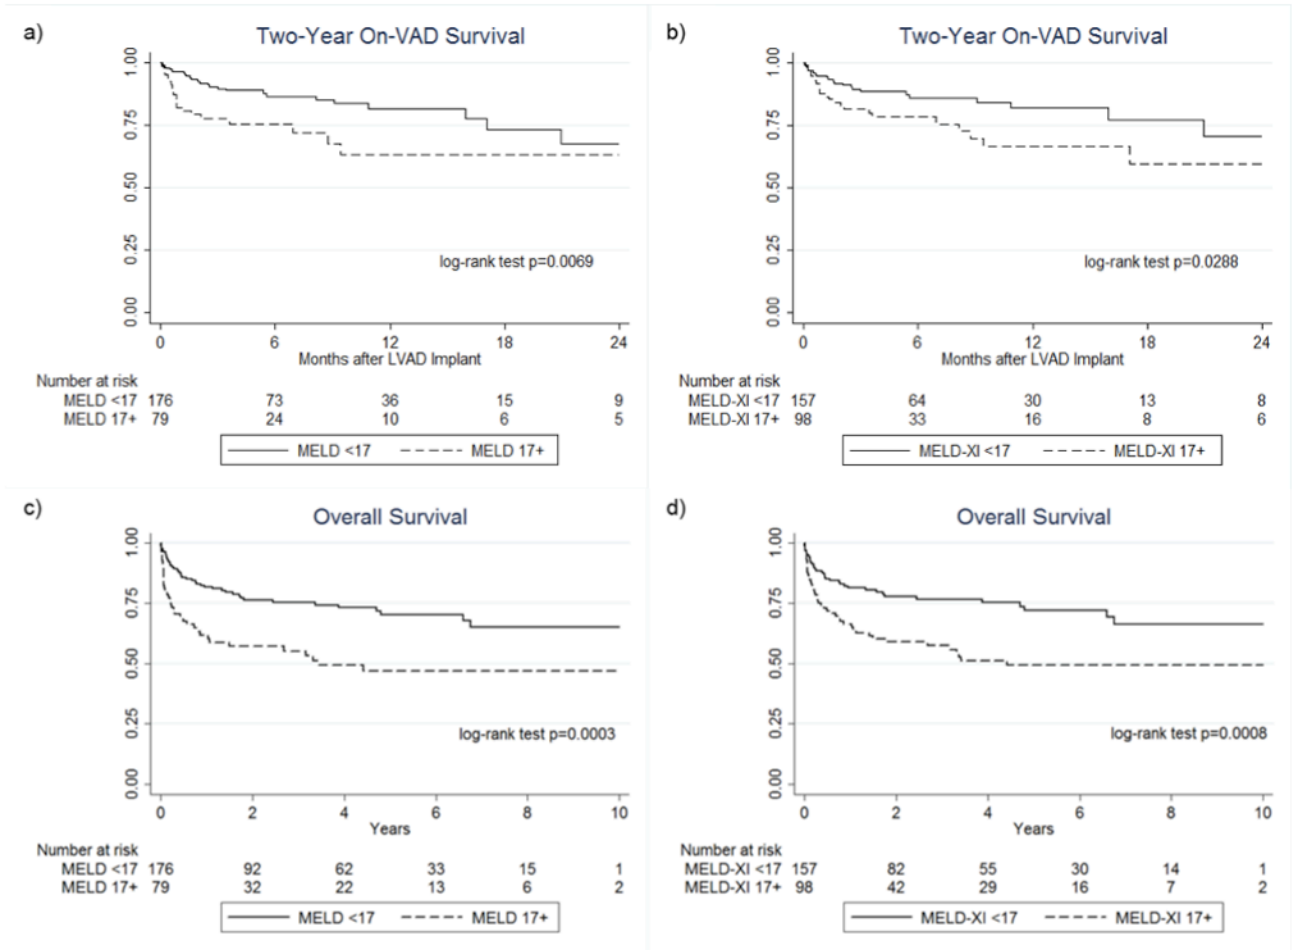 a)
Two-Year On-VAD Survival
1.00
0.75
0.50
0.25
0.00
log-rank test p=0.0069
0 6 12 18 24
Months after LVAD Implant
Number at risk
MELD <17 176 73 36 15 9
MELD 17+ 79 24 10 6 5
MELD <17 MELD 17+
b)
Two-Year On-VAD Survival
1.00
0.75
0.50
0.25
0.00
log-rank test p=0.0288
0 6 12 18 24
Months after LVAD Implant
Number at risk
MELD-XI <17 157 64 30 13 8
MELD-XI 17+ 98 33 16 8 6
MELD-XI <17 MELD-XI 17+
c)
Overall Survival
1.00
0.75
0.50
0.25
0.00
log-rank test p=0.0003
0 2 4 6 8 10
Years
Number at risk
MELD <17 176 92 62 33 15 1
MELD 17+ 79 32 22 13 6 2
MELD <17 MELD 17+
d)
Overall Survival
1.00
0.75
0.50
0.25
0.00
log-rank test p=0.0008
0 2 4 6 8 10
Years
Number at risk
MELD-XI <17 157 82 55 30 14 1
MELD-XI 17+ 98 42 29 16 7 2
MELD-XI <17 MELD-XI 17+